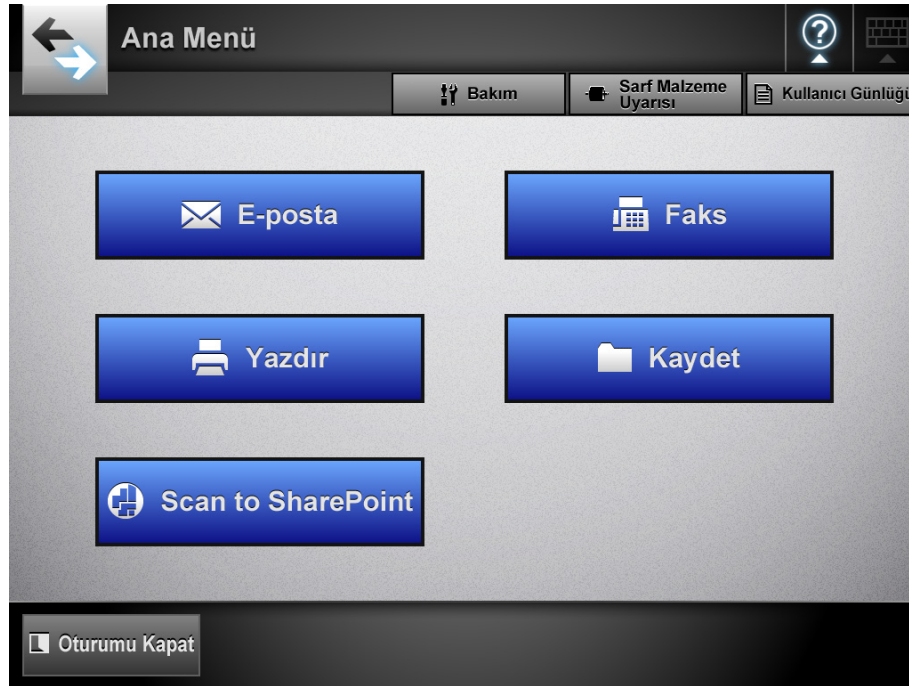 Ana Menü
Bakım
Sarf Malzeme
Uyarısı
Kullanıcı Günlüğü
E-posta
Faks
Yazdır
Kaydet
Scan to SharePoint
Oturumu Kapat